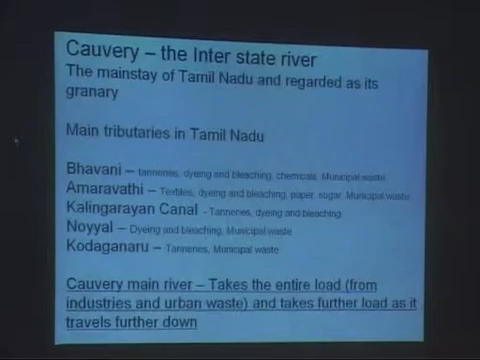 Cauvery – the Inter state river
The mainstay of Tamil Nadu and regarded as its
granary
Main tributaries in Tamil Nadu
Bhavani – tanneries, dyeing and bleaching, chemicals, Municipal waste
Amaravathi – Textiles, dyeing and bleaching, paper, sugar, Municipal waste
Kalingarayan Canal - Tanneries, dyeing and bleaching
Noyyal – Dyeing and bleaching, Municipal waste
Kodaganaru – Tanneries, Municipal waste
Cauvery main river – Takes the entire load (from
industries and urban waste) and takes further load as it
travels further down